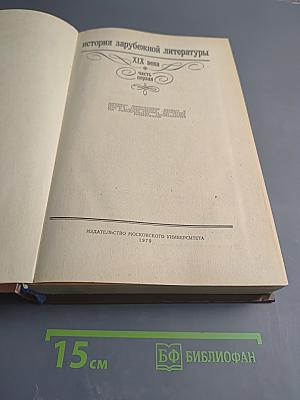 история зарубежной литературы
XIX века
часть
первая
ИЗДАТЕЛЬСТВО МОСКОВСКОГО УНИВЕРСИТЕТА
1979
15 см
БФ БИБЛИОФАН